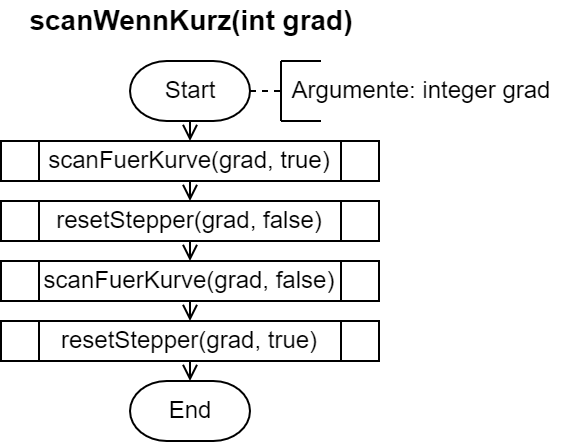 scanWennKurz(int grad)
Start
Argumente: integer grad
scanFuerKurve(grad, true)
resetStepper(grad, false)
scanFuerKurve(grad, false)
resetStepper(grad, true)
End